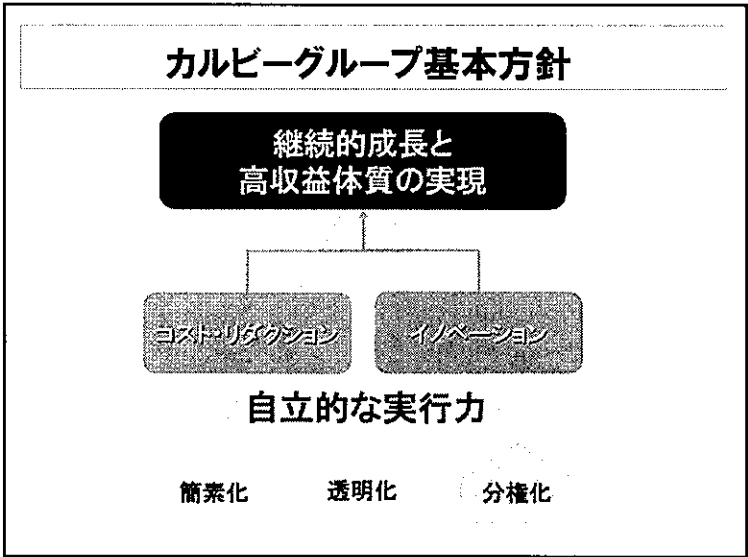 カルビーグループ基本方針
継続的成長と
高収益体質の実現
コスト・リダクション
イノベーション
自立的な実行力
簡素化
透明化
分権化